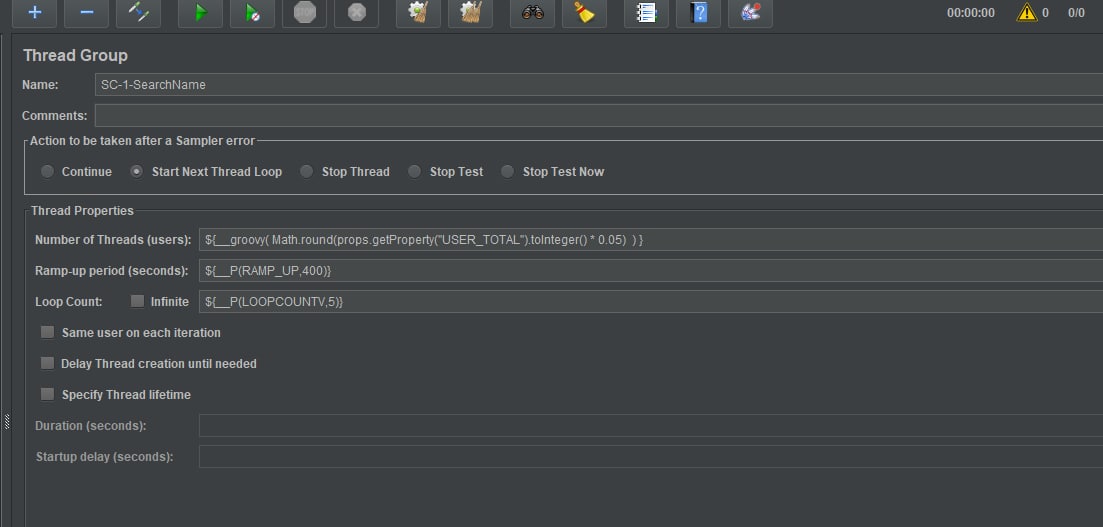 00:00:00 0 0/0
Thread Group
Name: SC-1-SearchName
Comments:
Action to be taken after a Sampler error
Continue Start Next Thread Loop Stop Thread Stop Test Stop Test Now
Thread Properties
Number of Threads (users): ${__groovy( Math.round(props.getProperty("USER_TOTAL").toInteger() * 0.05)  ) }
Ramp-up period (seconds): ${__P(RAMP_UP,400)}
Loop Count: Infinite ${__P(LOOPCOUNTV,5)}
Same user on each iteration
Delay Thread creation until needed
Specify Thread lifetime
Duration (seconds):
Startup delay (seconds):